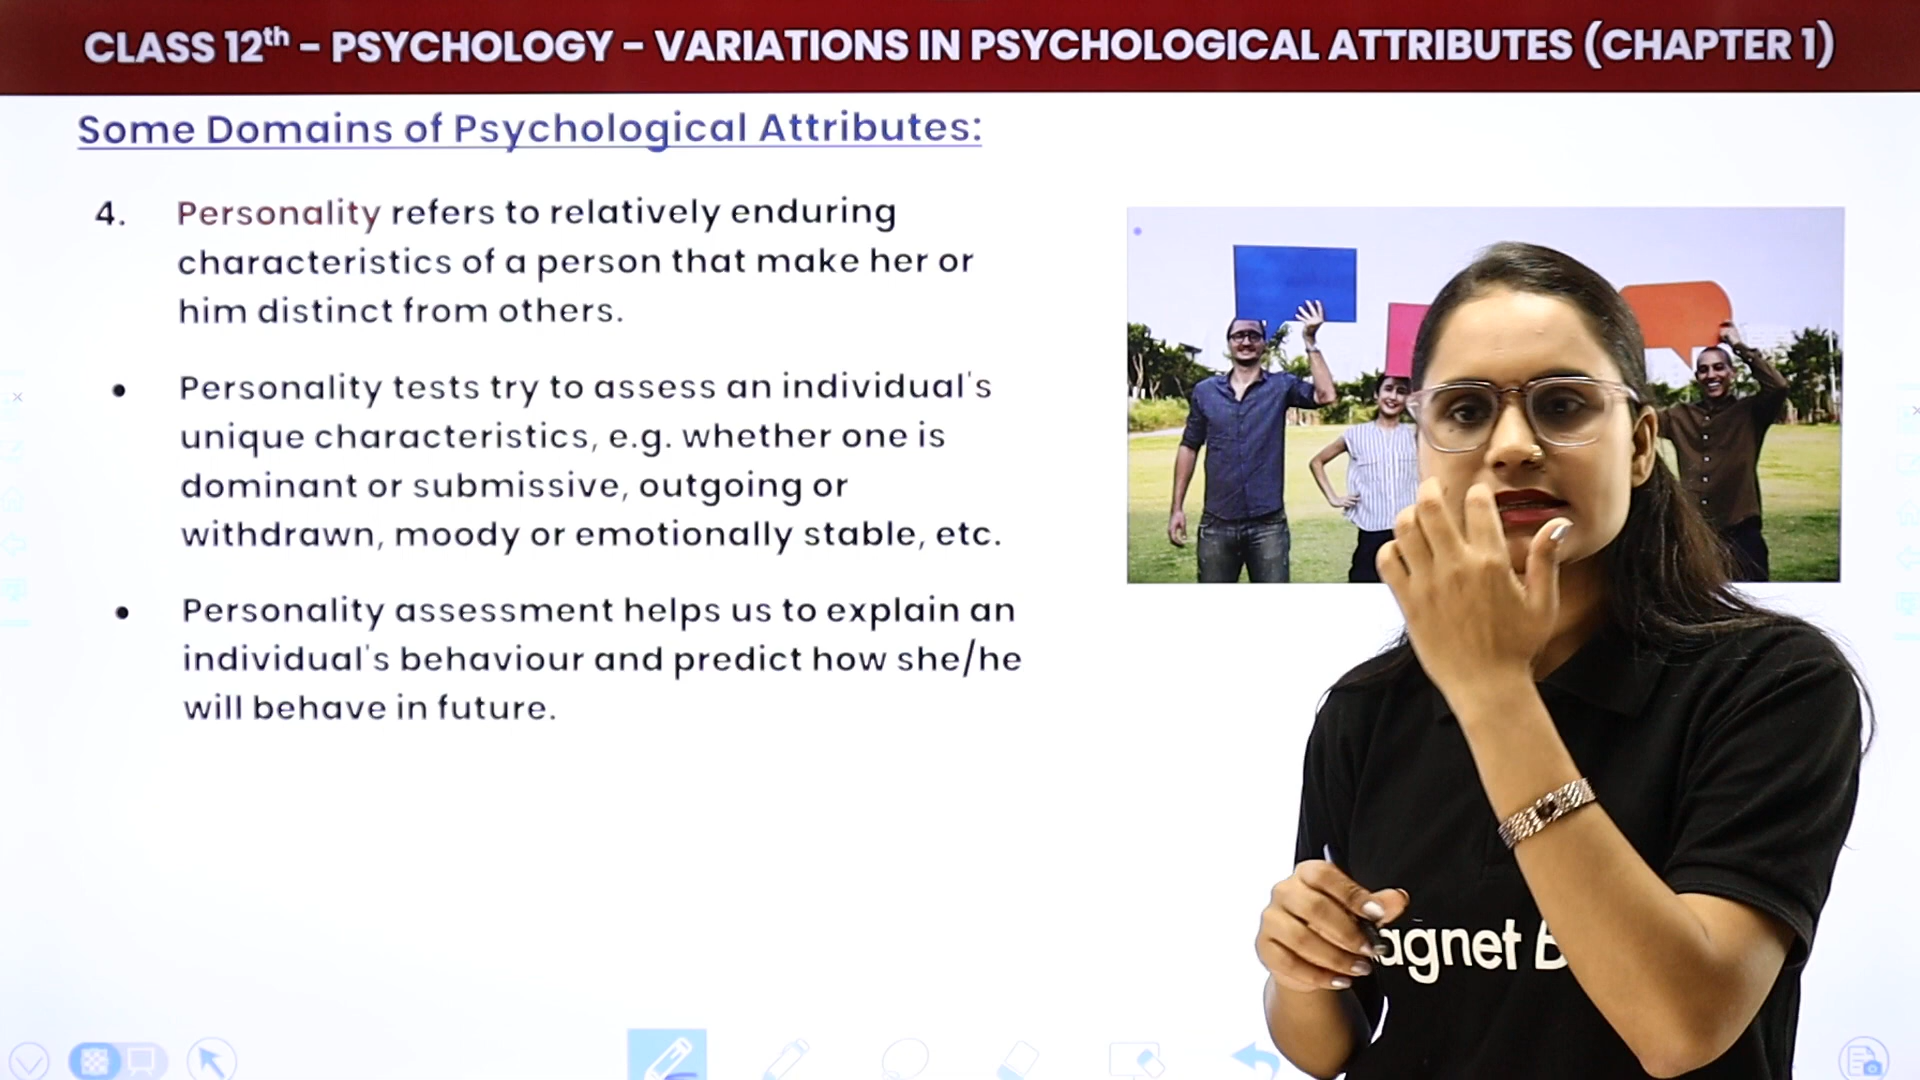 CLASS 12th – PSYCHOLOGY – VARIATIONS IN PSYCHOLOGICAL ATTRIBUTES (CHAPTER 1)
Some Domains of Psychological Attributes:
4. Personality refers to relatively enduring
characteristics of a person that make her or
him distinct from others.
• Personality tests try to assess an individual's
unique characteristics, e.g. whether one is
dominant or submissive, outgoing or
withdrawn, moody or emotionally stable, etc.
• Personality assessment helps us to explain an
individual's behaviour and predict how she/he
will behave in future.
agnet B